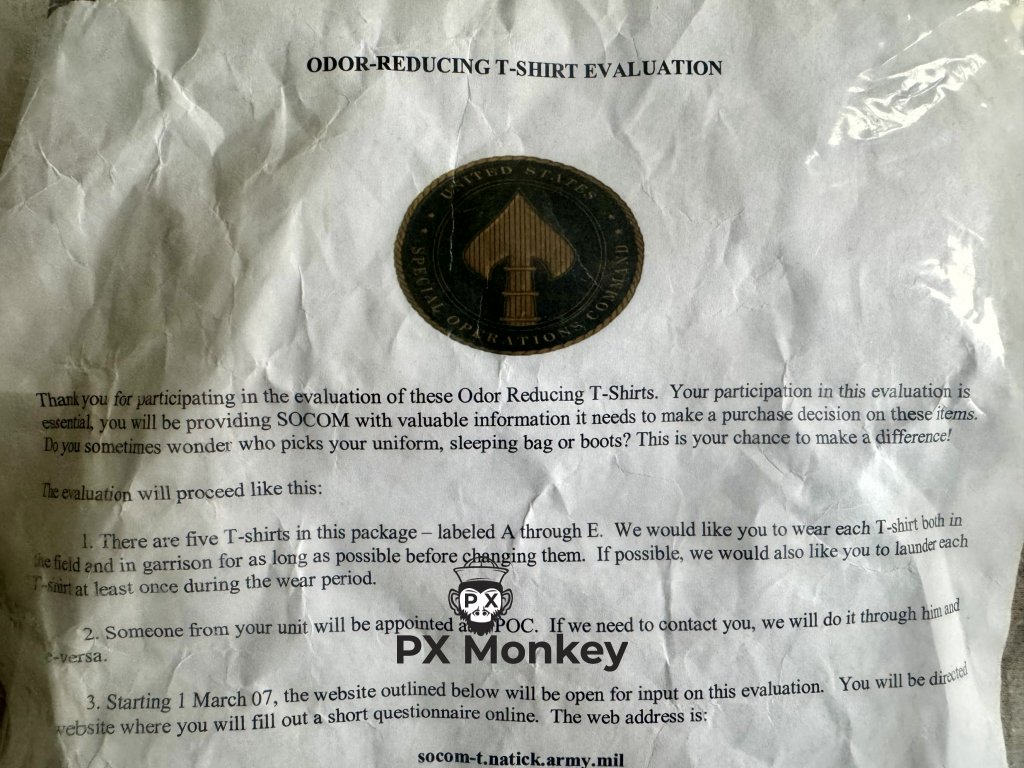 ODOR-REDUCING T-SHIRT EVALUATION
UNITED STATES
SPECIAL OPERATIONS COMMAND
Thank you for participating in the evaluation of these Odor Reducing T-Shirts. Your participation in this evaluation is
essential, you will be providing SOCOM with valuable information it needs to make a purchase decision on these items.
Do you sometimes wonder who picks your uniform, sleeping bag or boots? This is your chance to make a difference!
The evaluation will proceed like this:
1. There are five T-shirts in this package – labeled A through E. We would like you to wear each T-shirt both in
the field and in garrison for as long as possible before changing them. If possible, we would also like you to launder each
T-shirt at least once during the wear period.
2. Someone from your unit will be appointed POC. If we need to contact you, we will do it through him and
e-versa.
PX
PX Monkey
3. Starting 1 March 07, the website outlined below will be open for input on this evaluation. You will be directed
website where you will fill out a short questionnaire online. The web address is:
socom-t.natick.army.mil